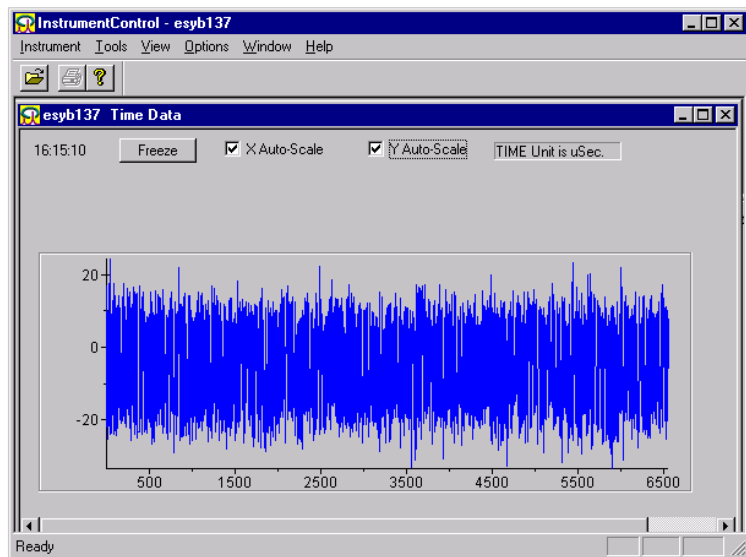 InstrumentControl - esyb137
Instrument Tools View Options Window Help
esyb137 Time Data
16:15:10 Freeze X Auto-Scale Y Auto-Scale TIME Unit is uSec.
20
0
-20
500 1500 2500 3500 4500 5500 6500
Ready